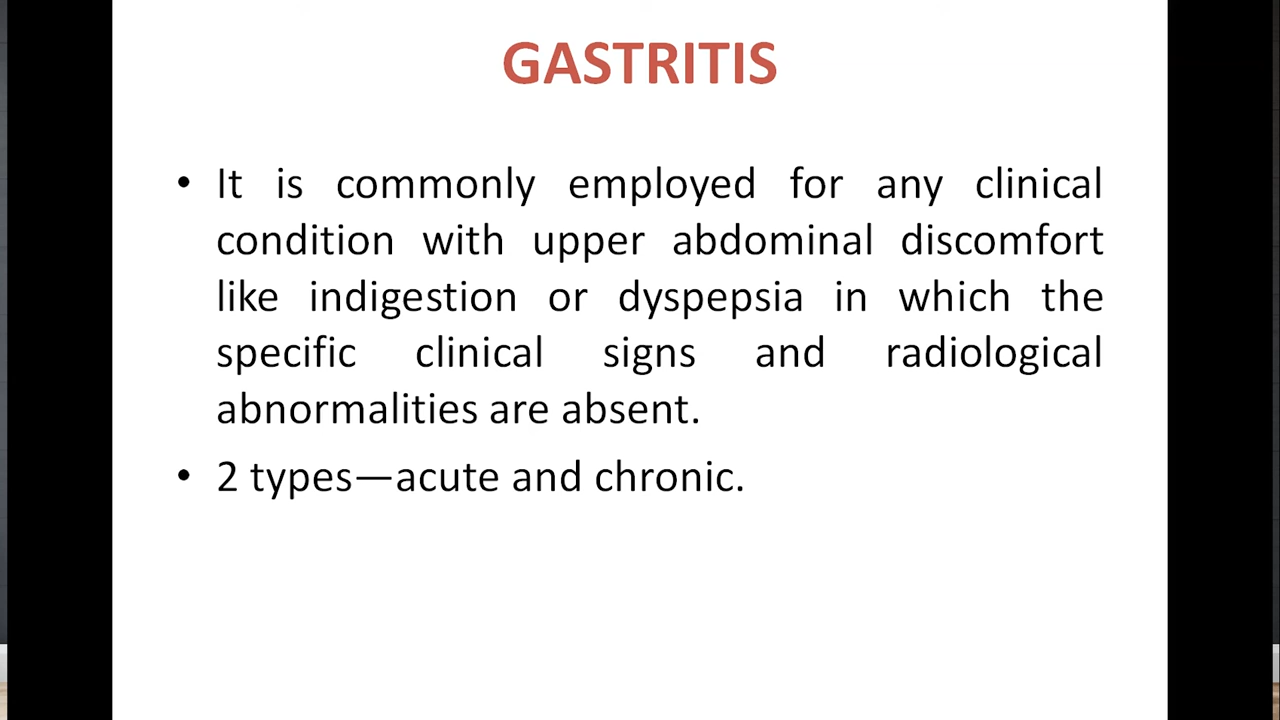 GASTRITIS
• It is commonly employed for any clinical
condition with upper abdominal discomfort
like indigestion or dyspepsia in which the
specific clinical signs and radiological
abnormalities are absent.
• 2 types—acute and chronic.